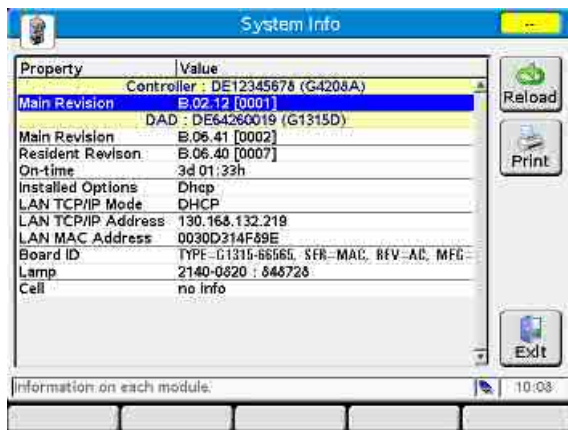 System Info
--
Property Value
Controller : DE12345678 (G4208A)
Main Revision B.02.12 [0001]
DAD : DE64260019 (G1315D)
Main Revision B.06.41 [0002]
Resident Revison B.06.40 [0007]
On-time 3d 01:33h
Installed Options Dhcp
LAN TCP/IP Mode DHCP
LAN TCP/IP Address 130.168.132.219
LAN MAC Address 0030D314F89E
Board ID TYPE=G1315-66565, SER=MAC, REV=AC, MFG=
Lamp 2140-0820 : 848728
Cell no info
Reload
Print
Exit
Information on each module.
10:08